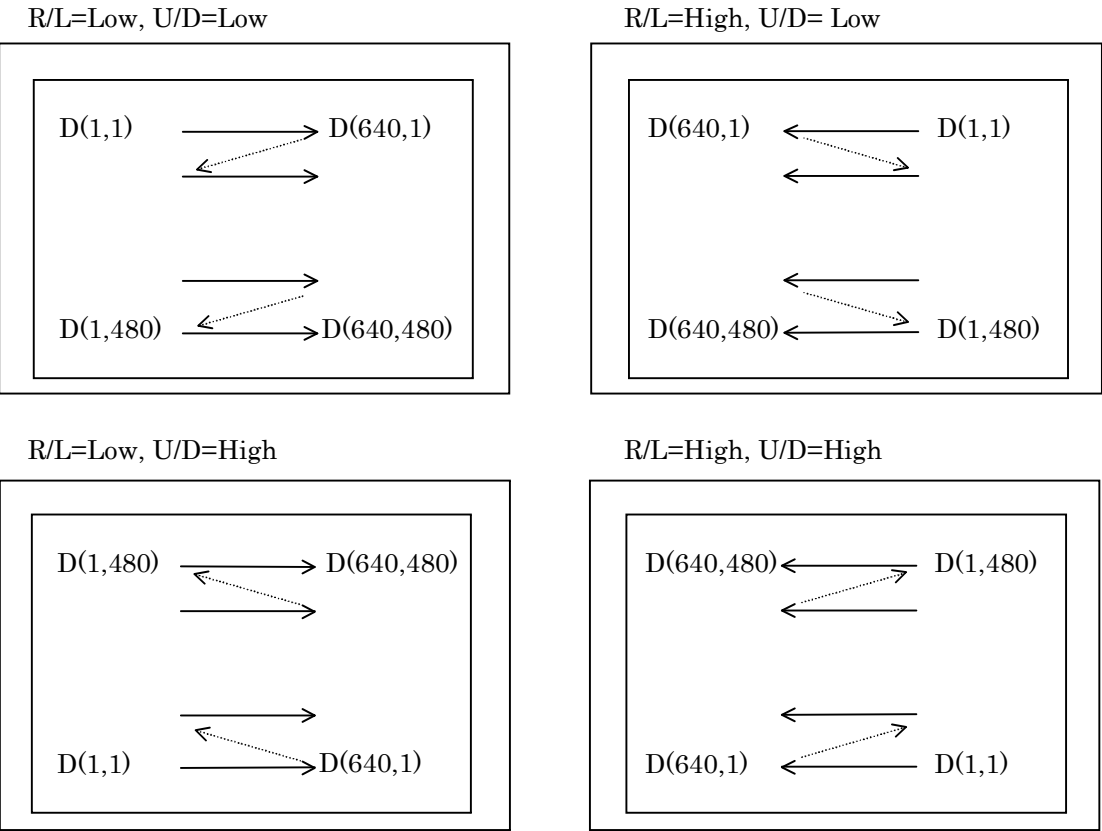 R/L=Low, U/D=Low
R/L=High, U/D= Low
D(1,1) D(640,1)
D(640,1) D(1,1)
D(1,480) D(640,480)
D(640,480) D(1,480)
R/L=Low, U/D=High
R/L=High, U/D=High
D(1,480) D(640,480)
D(640,480) D(1,480)
D(1,1) D(640,1)
D(640,1) D(1,1)